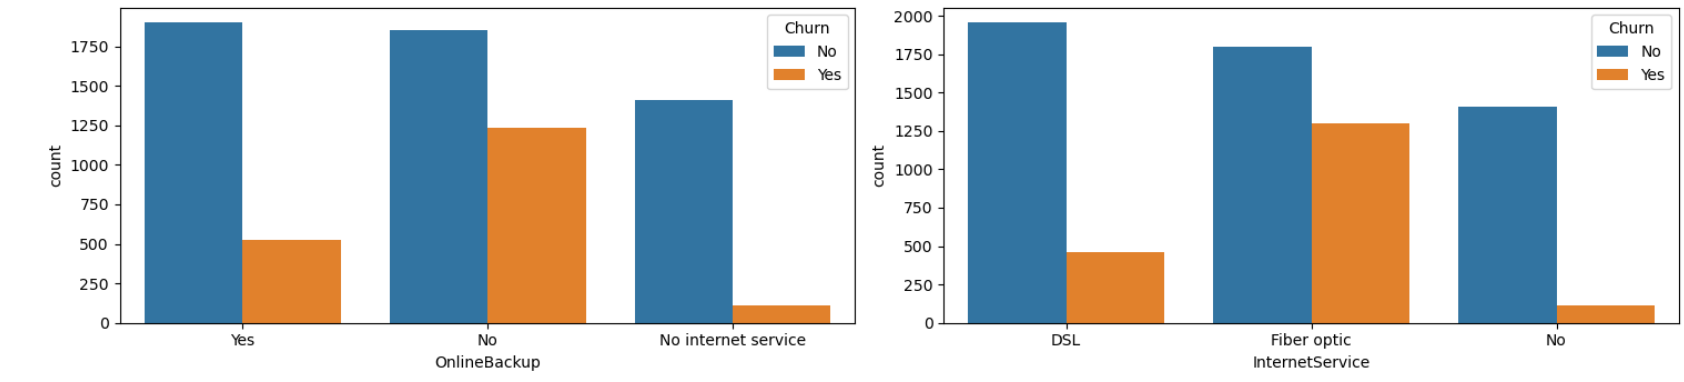 Churn
No
Yes
1750
1500
1250
1000
750
500
250
0
count
Yes
No
No internet service
OnlineBackup
Churn
No
Yes
2000
1750
1500
1250
1000
750
500
250
0
count
DSL
Fiber optic
No
InternetService